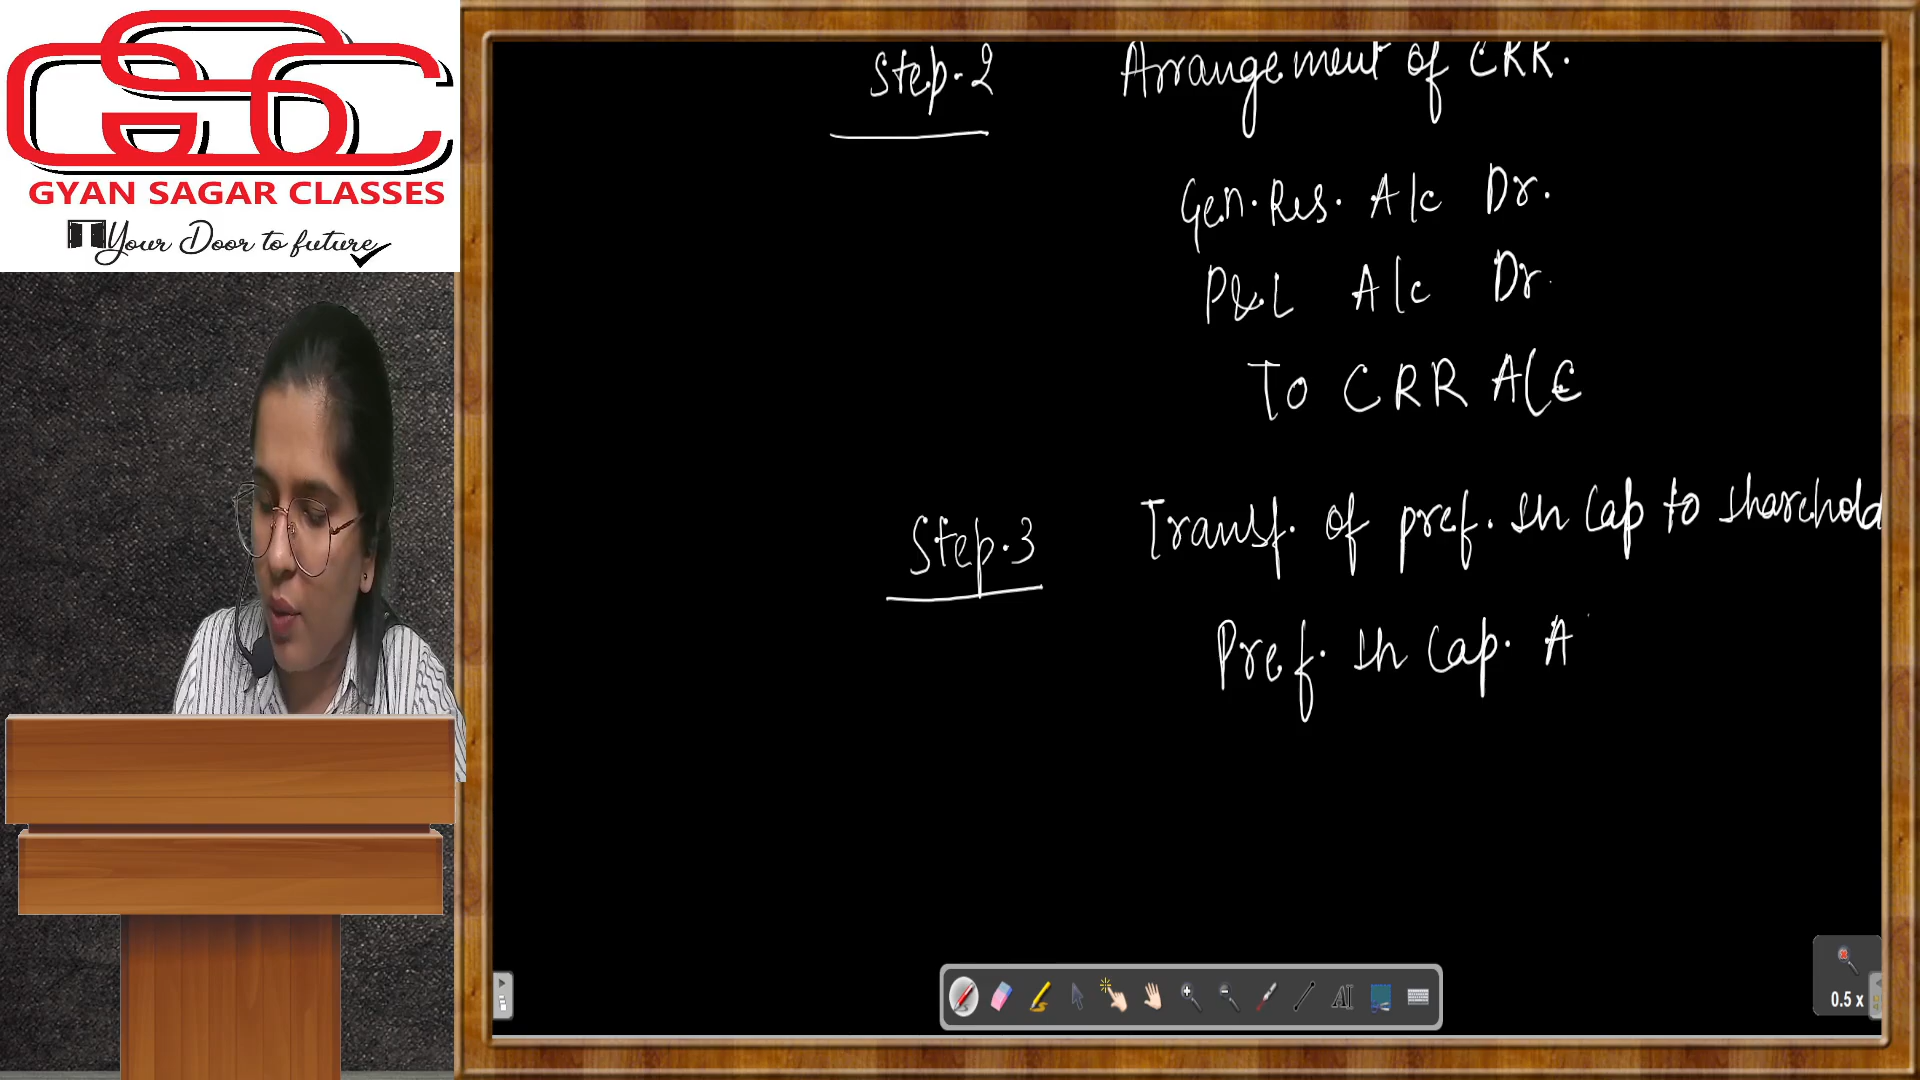 GSC
GYAN SAGAR CLASSES
Your Door to future
Step.2 Arrangement of CRR.
Gen. Res. A/c Dr.
P&L A/c Dr.
To CRR A/c
Step.3 Transf. of pref. Sh Cap to Sharehold
Pref. Sh Cap. A
0.5 x